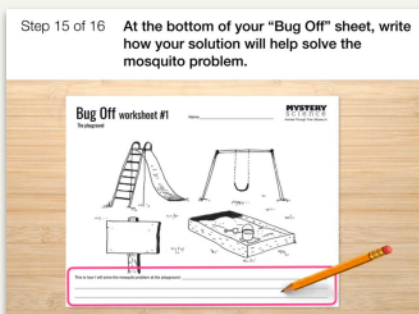 Step 15 of 16
At the bottom of your “Bug Off” sheet, write
how your solution will help solve the
mosquito problem.
Bug Off worksheet #1
Name
MYSTERY
SCIENCE
The playground
This is how I will solve the mosquito problem at the playground